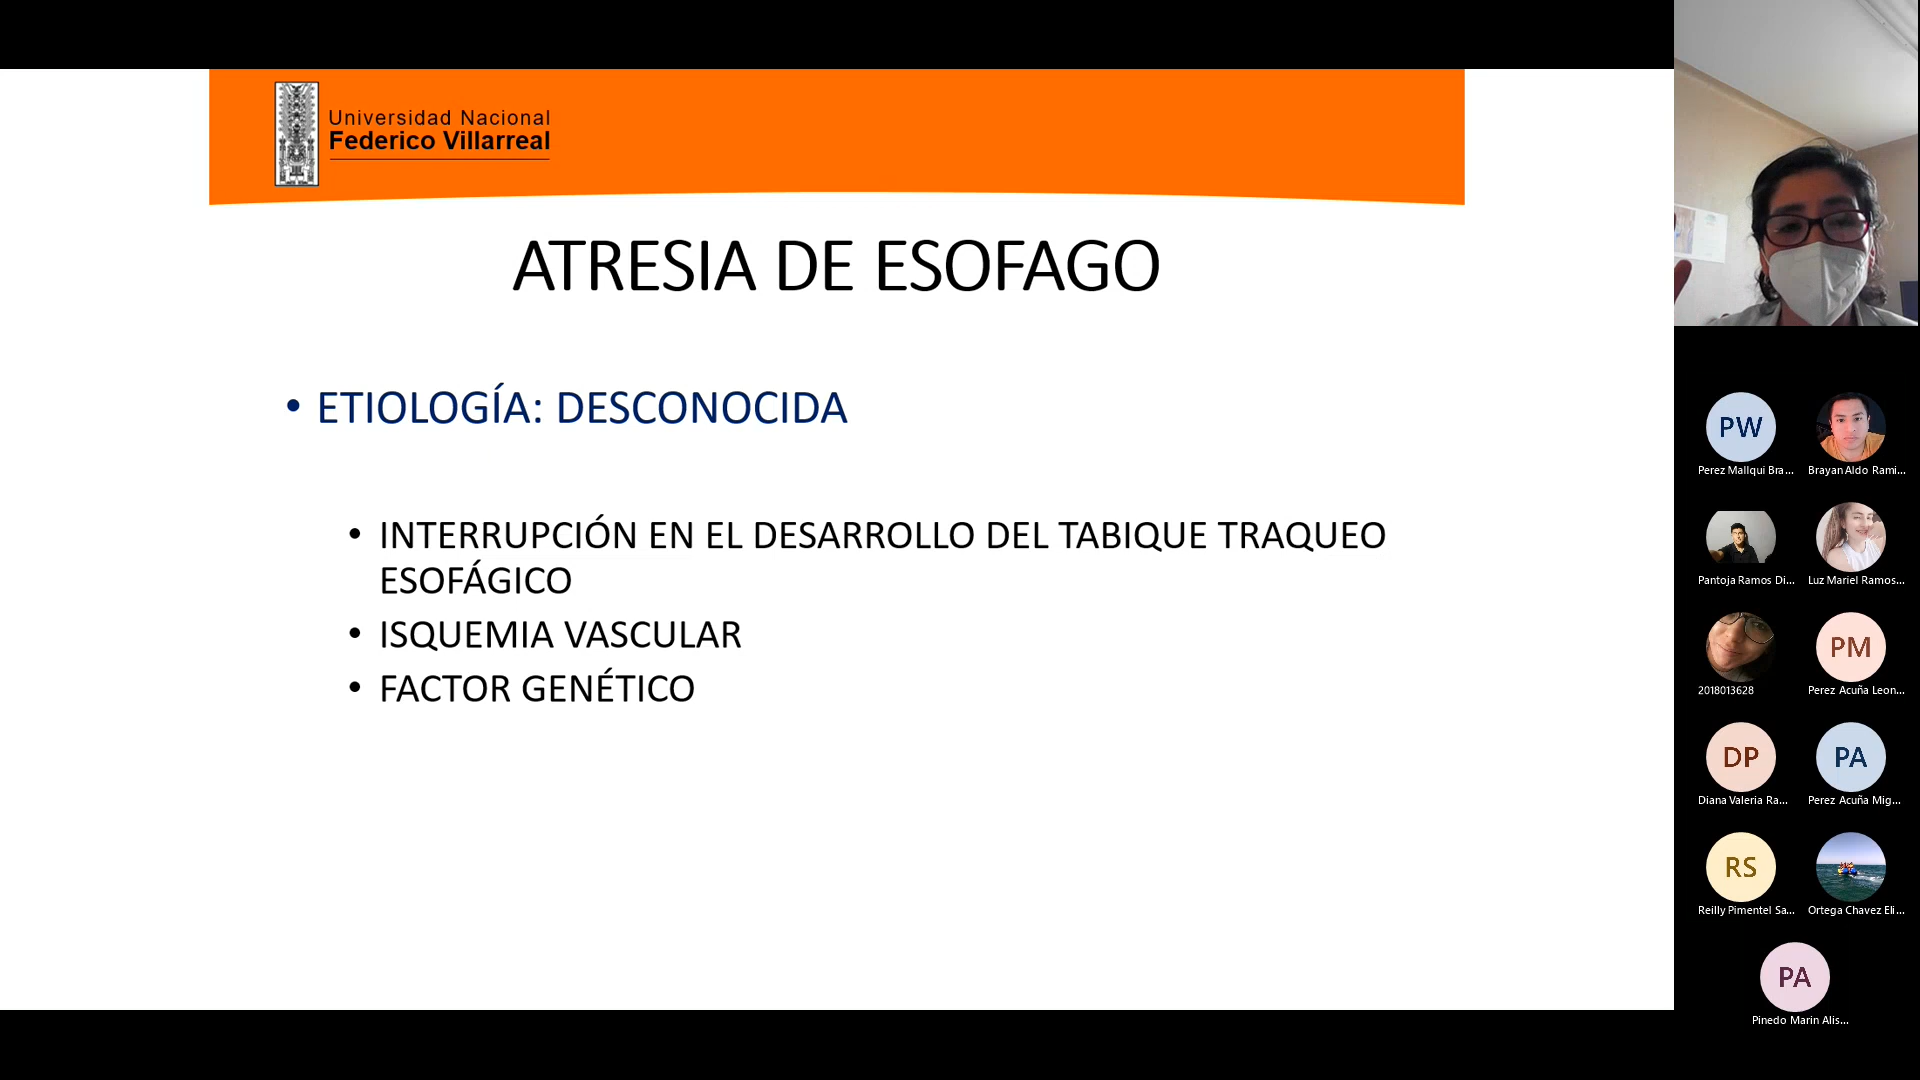 Universidad Nacional
Federico Villarreal
ATRESIA DE ESOFAGO
• ETIOLOGÍA: DESCONOCIDA
• INTERRUPCIÓN EN EL DESARROLLO DEL TABIQUE TRAQUEO
ESOFÁGICO
• ISQUEMIA VASCULAR
• FACTOR GENÉTICO
PW
Perez Mallqui Bra...
Brayan Aldo Rami...
Pantoja Ramos Di...
Luz Mariel Ramos...
2018013628
PM
Perez Acuña Leon...
DP
Diana Valeria Ra...
PA
Perez Acuña Mig...
RS
Reilly Pimentel Sa...
Ortega Chavez Eli...
PA
Pinedo Marin Alis...